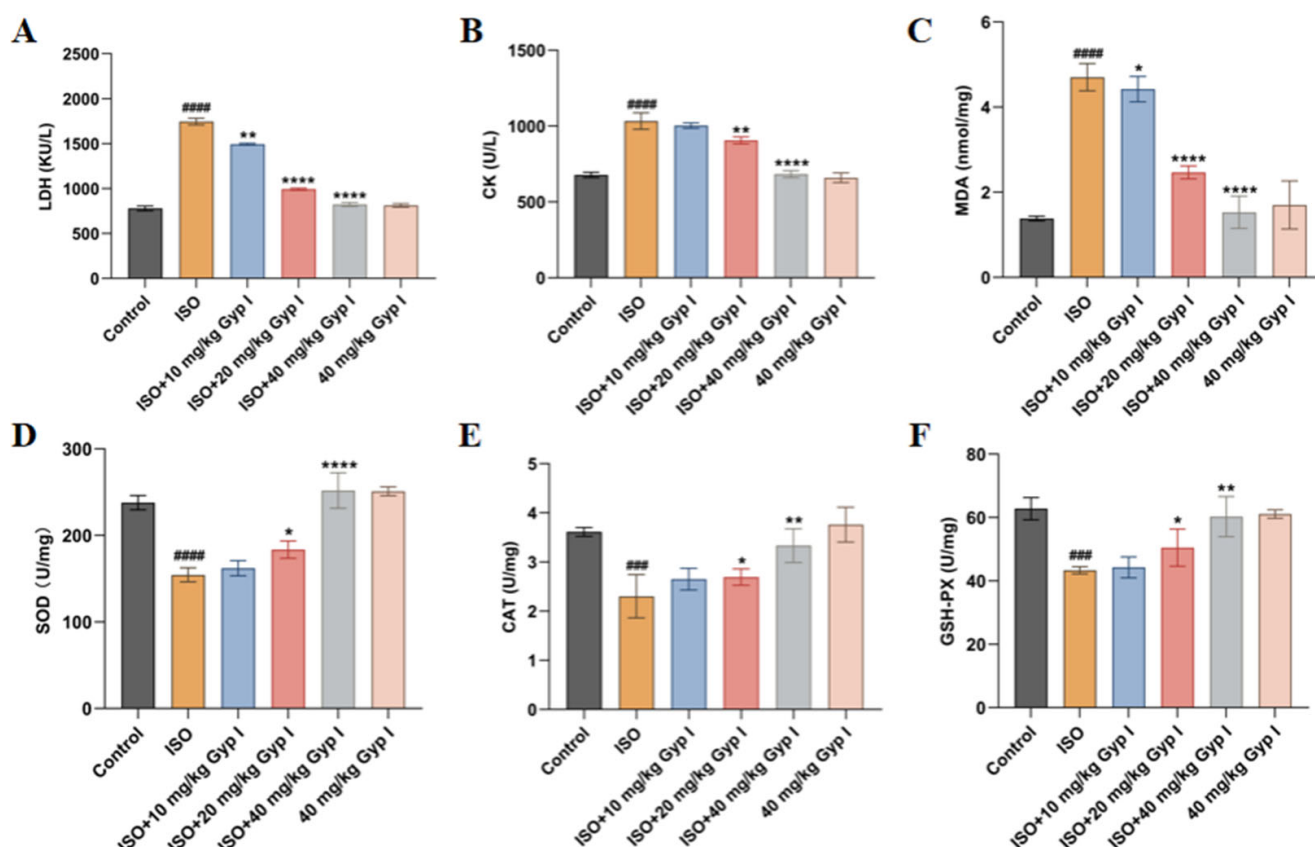 A
LDH (KU/L)
2500
2000
1500
1000
500
0
####
**
****
****
Control
ISO
ISO+10 mg/kg Gyp I
ISO+20 mg/kg Gyp I
ISO+40 mg/kg Gyp I
40 mg/kg Gyp I
B
CK (U/L)
1500
1000
500
0
####
**
****
Control
ISO
ISO+10 mg/kg Gyp I
ISO+20 mg/kg Gyp I
ISO+40 mg/kg Gyp I
40 mg/kg Gyp I
C
MDA (nmol/mg)
6
4
2
0
####
*
****
****
Control
ISO
ISO+10 mg/kg Gyp I
ISO+20 mg/kg Gyp I
ISO+40 mg/kg Gyp I
40 mg/kg Gyp I
D
SOD (U/mg)
300
200
100
0
####
*
****
Control
ISO
ISO+10 mg/kg Gyp I
ISO+20 mg/kg Gyp I
ISO+40 mg/kg Gyp I
40 mg/kg Gyp I
E
CAT (U/mg)
5
4
3
2
1
0
###
*
**
Control
ISO
ISO+10 mg/kg Gyp I
ISO+20 mg/kg Gyp I
ISO+40 mg/kg Gyp I
40 mg/kg Gyp I
F
GSH-PX (U/mg)
80
60
40
20
0
###
*
**
Control
ISO
ISO+10 mg/kg Gyp I
ISO+20 mg/kg Gyp I
ISO+40 mg/kg Gyp I
40 mg/kg Gyp I